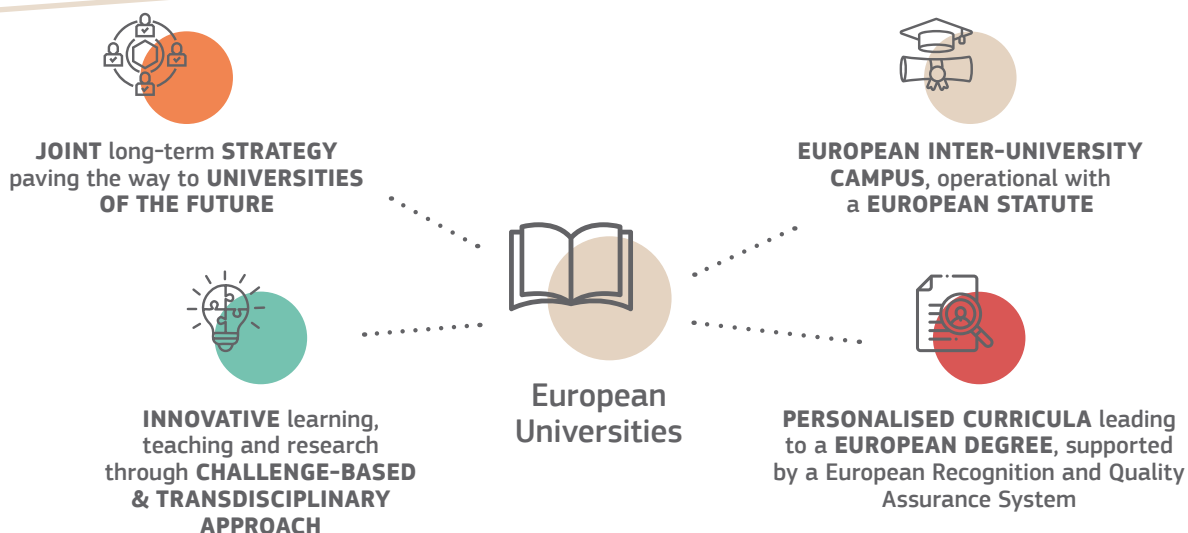 JOINT long-term STRATEGY
paving the way to UNIVERSITIES
OF THE FUTURE
EUROPEAN INTER-UNIVERSITY
CAMPUS, operational with
a EUROPEAN STATUTE
European
Universities
INNOVATIVE learning,
teaching and research
through CHALLENGE-BASED
& TRANSDISCIPLINARY
APPROACH
PERSONALISED CURRICULA leading
to a EUROPEAN DEGREE, supported
by a European Recognition and Quality
Assurance System